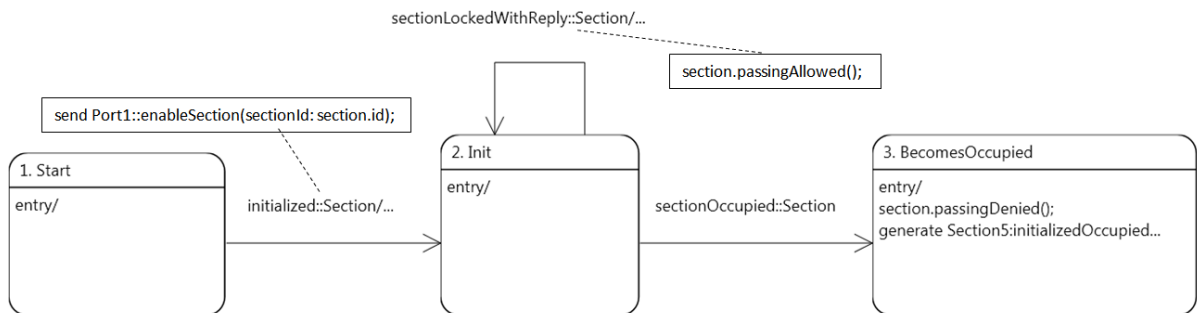 sectionLockedWithReply::Section/...
section.passingAllowed();
send Port1::enableSection(sectionId: section.id);
1. Start
entry/
initialized::Section/...
2. Init
entry/
sectionOccupied::Section
3. BecomesOccupied
entry/
section.passingDenied();
generate Section5:initializedOccupied...